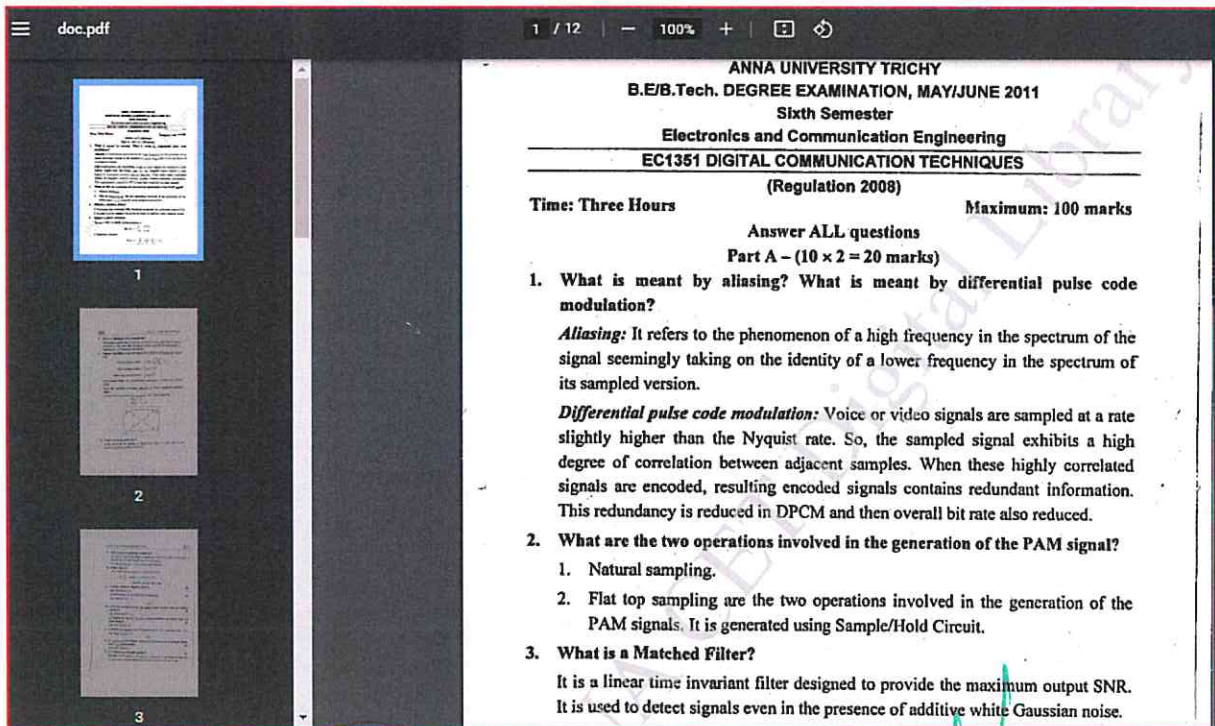 doc.pdf
1 / 12
100%
1
2
3
ANNA UNIVERSITY TRICHY
B.E/B.Tech. DEGREE EXAMINATION, MAY/JUNE 2011
Sixth Semester
Electronics and Communication Engineering
EC1351 DIGITAL COMMUNICATION TECHNIQUES
(Regulation 2008)
Time: Three Hours Maximum: 100 marks
Answer ALL questions
Part A – (10 × 2 = 20 marks)
1. What is meant by aliasing? What is meant by differential pulse code
modulation?
Aliasing: It refers to the phenomenon of a high frequency in the spectrum of the
signal seemingly taking on the identity of a lower frequency in the spectrum of
its sampled version.
Differential pulse code modulation: Voice or video signals are sampled at a rate
slightly higher than the Nyquist rate. So, the sampled signal exhibits a high
degree of correlation between adjacent samples. When these highly correlated
signals are encoded, resulting encoded signals contains redundant information.
This redundancy is reduced in DPCM and then overall bit rate also reduced.
2. What are the two operations involved in the generation of the PAM signal?
1. Natural sampling.
2. Flat top sampling are the two operations involved in the generation of the
PAM signals. It is generated using Sample/Hold Circuit.
3. What is a Matched Filter?
It is a linear time invariant filter designed to provide the maximum output SNR.
It is used to detect signals even in the presence of additive white Gaussian noise.
CET Digital Library